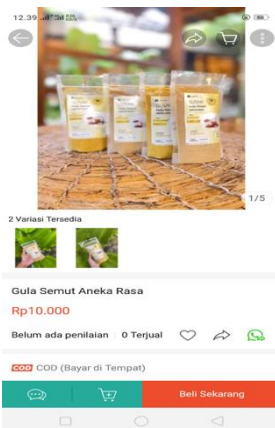 12.39
1/5
2 Variasi Tersedia
Gula Semut Aneka Rasa
Rp10.000
Belum ada penilaian 0 Terjual
COD COD (Bayar di Tempat)
Beli Sekarang